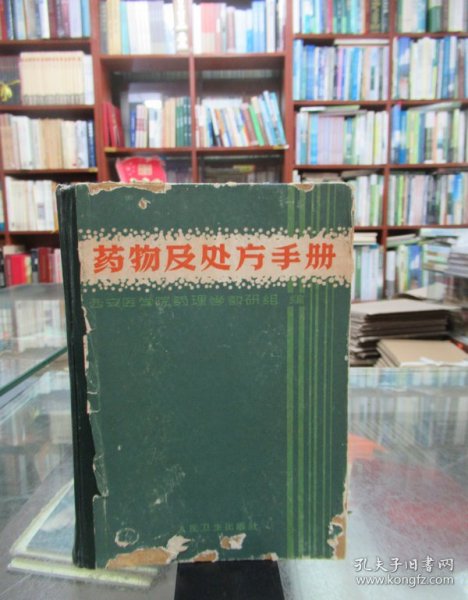 药物及处方手册
西安医学院药理学教研组 编
人民卫生出版社
孔夫子旧书网
www.kongfz.com